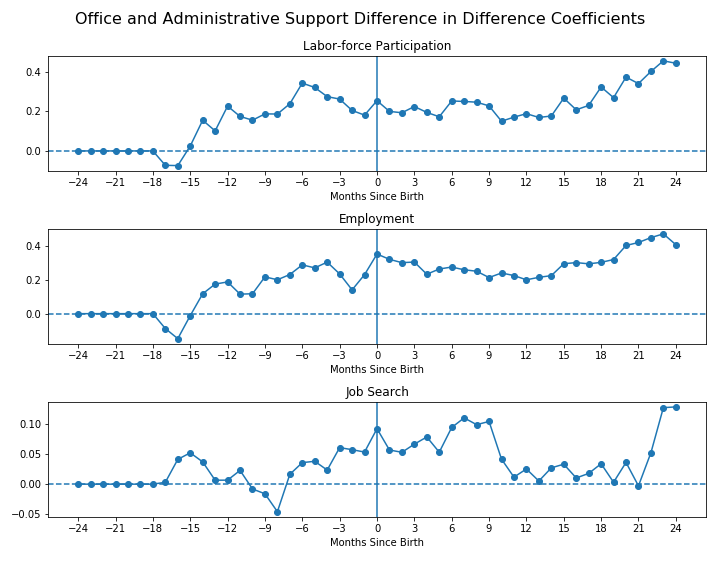 Office and Administrative Support Difference in Difference Coefficients
Labor-force Participation
0.4
0.2
0.0
−24 −21 −18 −15 −12 −9 −6 −3 0 3 6 9 12 15 18 21 24
Months Since Birth
Employment
0.4
0.2
0.0
−24 −21 −18 −15 −12 −9 −6 −3 0 3 6 9 12 15 18 21 24
Months Since Birth
Job Search
0.10
0.05
0.00
−0.05
−24 −21 −18 −15 −12 −9 −6 −3 0 3 6 9 12 15 18 21 24
Months Since Birth